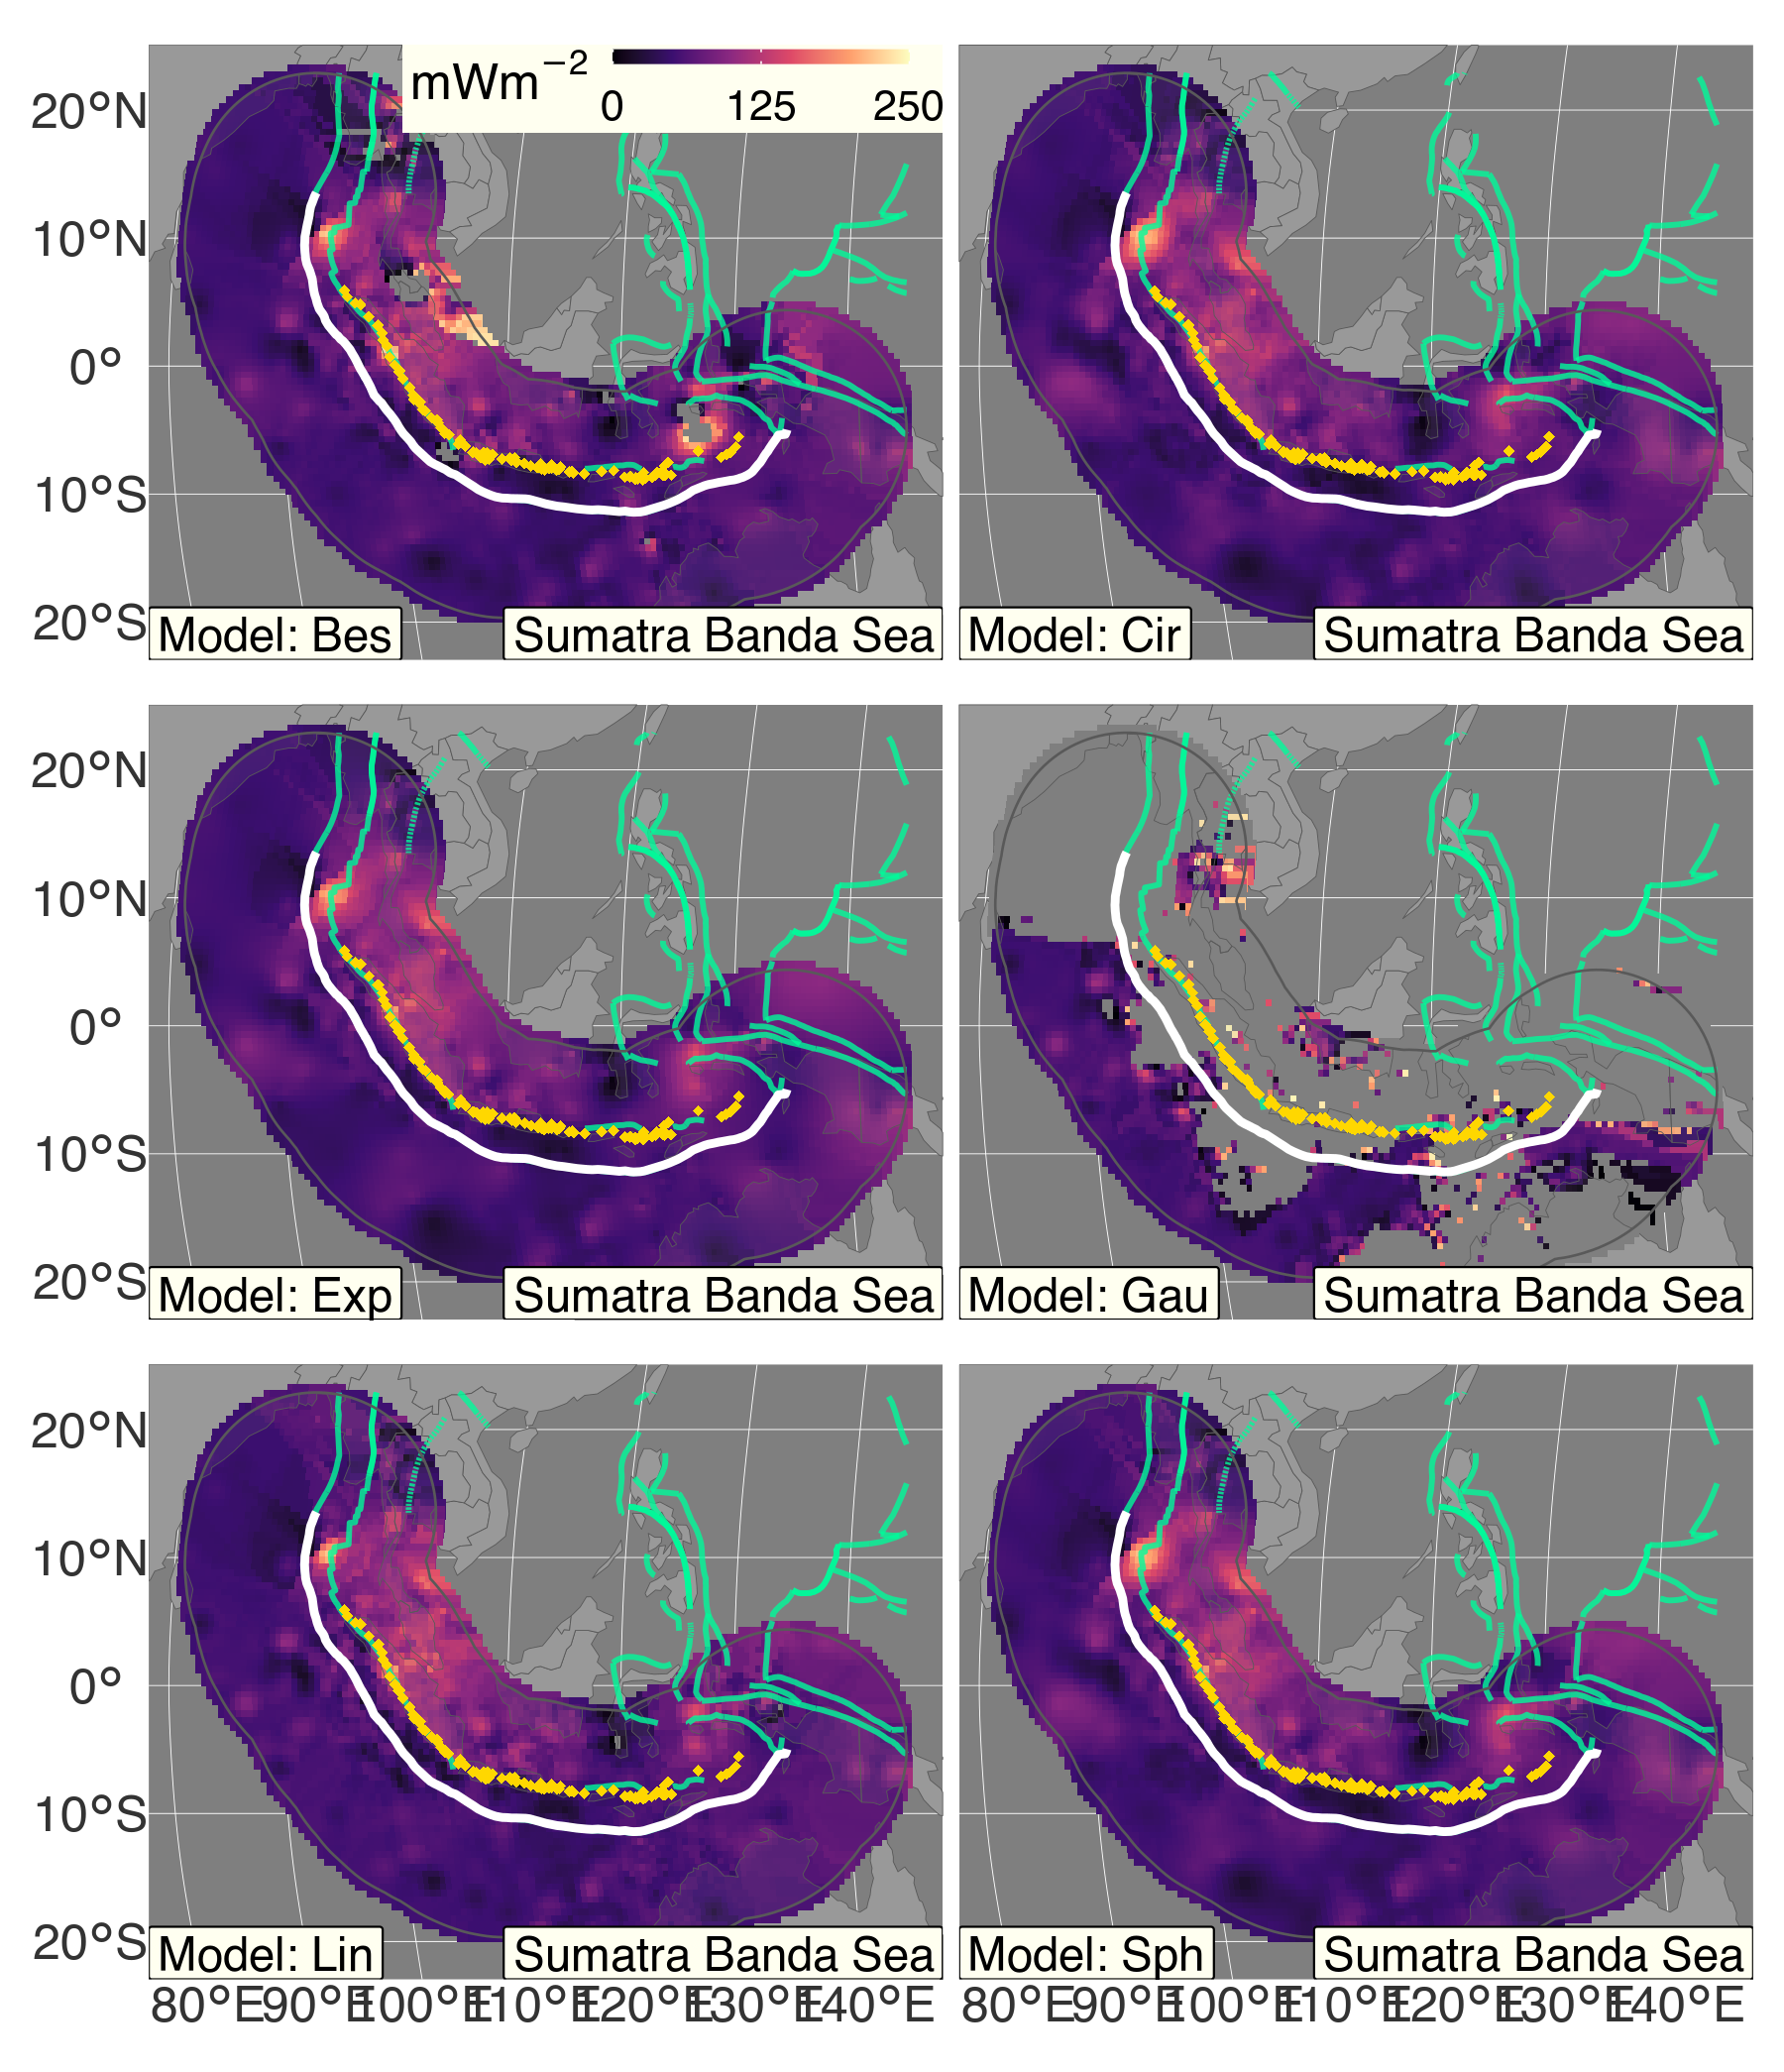 mWm−2
0 125 250
20°N
10°N
0°
10°S
20°S
Model: Bes
Sumatra Banda Sea
Model: Cir
Sumatra Banda Sea
20°N
10°N
0°
10°S
20°S
Model: Exp
Sumatra Banda Sea
Model: Gau
Sumatra Banda Sea
20°N
10°N
0°
10°S
20°S
Model: Lin
Sumatra Banda Sea
Model: Sph
Sumatra Banda Sea
80°E 90°E 100°E 110°E 120°E 130°E 140°E
80°E 90°E 100°E 110°E 120°E 130°E 140°E